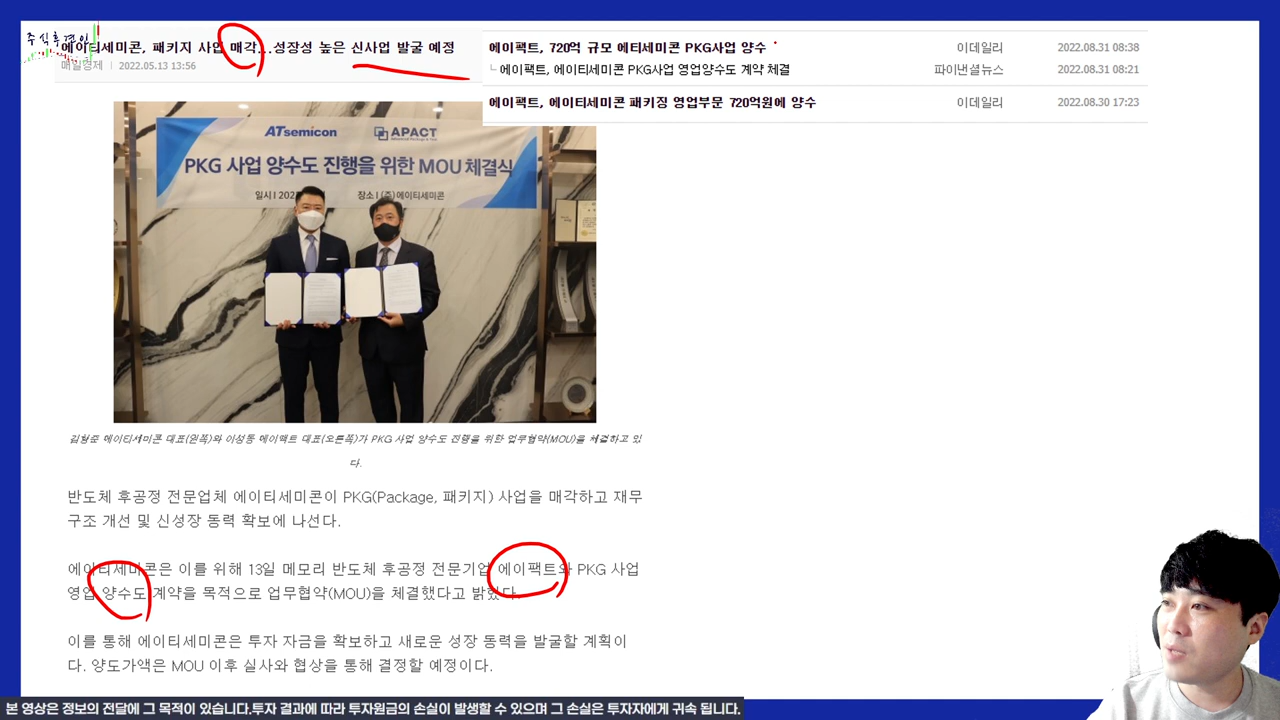 주식후견인
에이티세미콘, 패키지 사업 매각...성장성 높은 신사업 발굴 예정
매일경제 | 2022.05.13 13:56
에이팩트, 720억 규모 에티세미콘 PKG사업 양수 이데일리 2022.08.31 08:38
에이팩트, 에이티세미콘 PKG사업 영업양수도 계약 체결 파이낸셜뉴스 2022.08.31 08:21
에이팩트, 에이티세미콘 패키징 영업부문 720억원에 양수 이데일리 2022.08.30 17:23
ATsemicon APACT
PKG 사업 양수도 진행을 위한 MOU 체결식
일시 | 202 장소 | (주)에이티세미콘
김형준 에이티세미콘 대표(왼쪽)와 이성동 에이팩트 대표(오른쪽)가 PKG 사업 양수도 진행을 위한 업무협약(MOU)을 체결하고 있
다.
반도체 후공정 전문업체 에이티세미콘이 PKG(Package, 패키지) 사업을 매각하고 재무
구조 개선 및 신성장 동력 확보에 나선다.
에이티세미콘은 이를 위해 13일 메모리 반도체 후공정 전문기업 에이팩트와 PKG 사업
영업 양수도 계약을 목적으로 업무협약(MOU)을 체결했다고 밝혔다.
이를 통해 에이티세미콘은 투자 자금을 확보하고 새로운 성장 동력을 발굴할 계획이
다. 양도가액은 MOU 이후 실사와 협상을 통해 결정할 예정이다.
본 영상은 정보의 전달에 그 목적이 있습니다.투자 결과에 따라 투자원금의 손실이 발생할 수 있으며 그 손실은 투자자에게 귀속 됩니다.